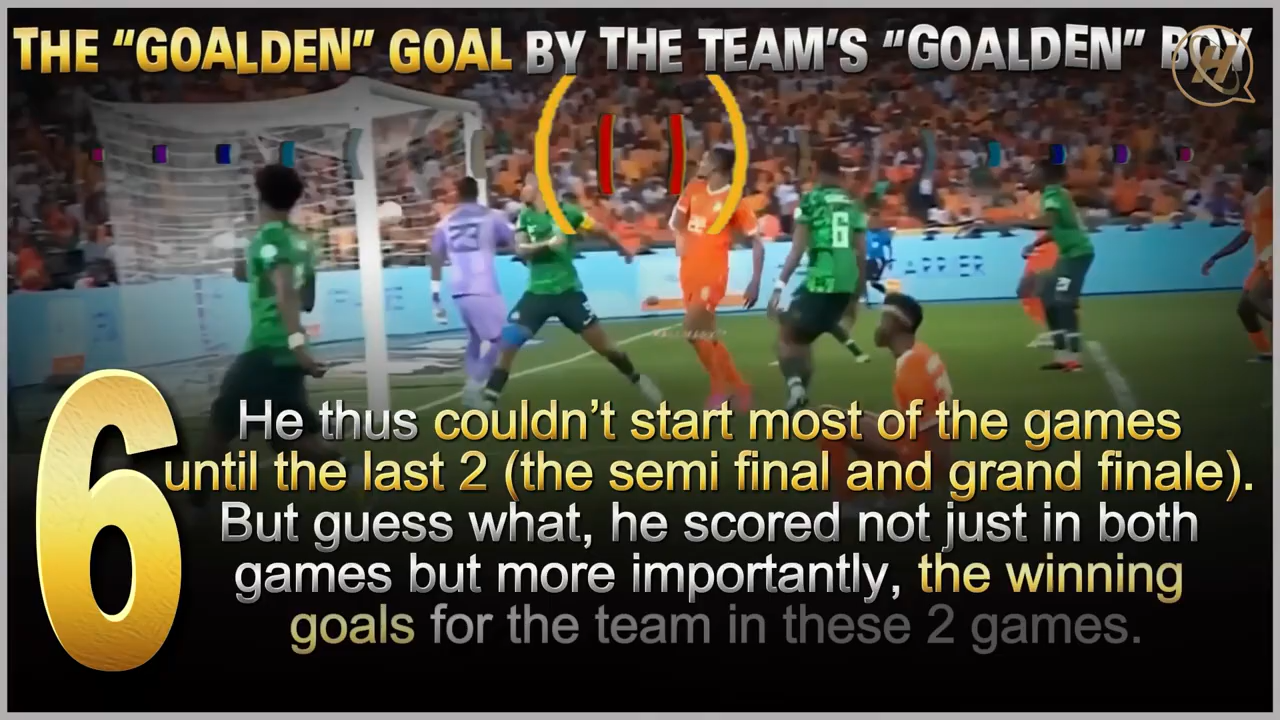 THE “GOALDEN” GOAL BY THE TEAM’S “GOALDEN” BOY
H
23
6
6
He thus couldn’t start most of the games
until the last 2 (the semi final and grand finale).
But guess what, he scored not just in both
games but more importantly, the winning
goals for the team in these 2 games.